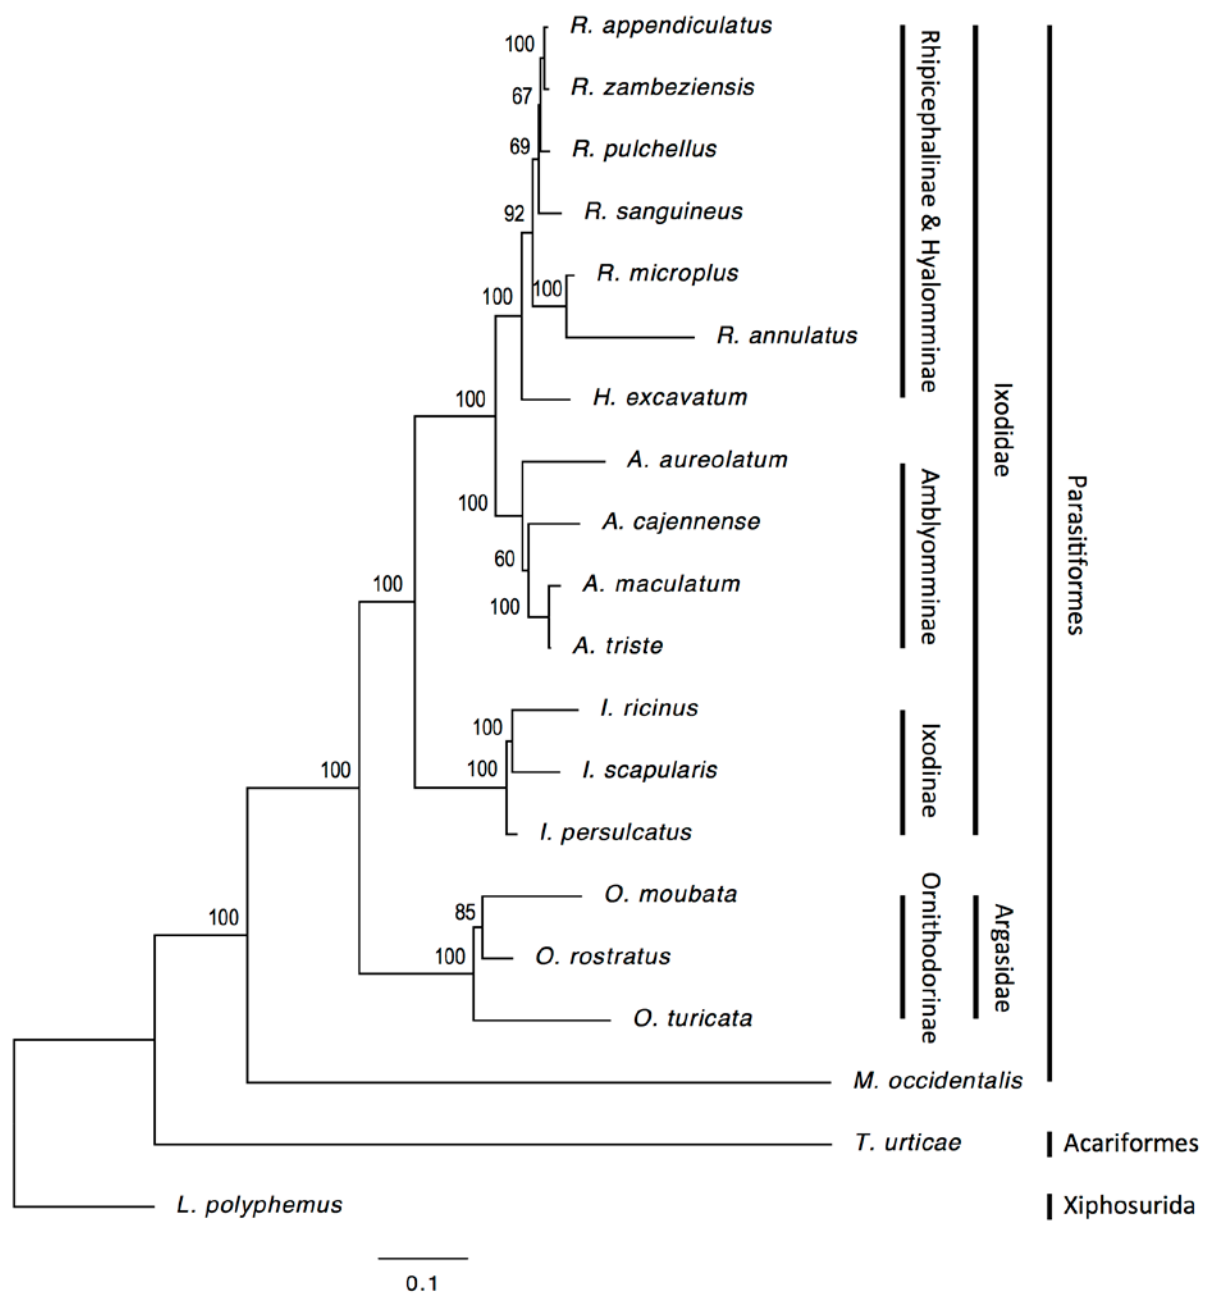 R. appendiculatus
100
R. zambeziensis
67
R. pulchellus
69
R. sanguineus
92
R. microplus
100
100
R. annulatus
H. excavatum
100
A. aureolatum
100
A. cajennense
60
A. maculatum
100
A. triste
100
I. ricinus
100
I. scapularis
100
100
I. persulcatus
O. moubata
85
100
O. rostratus
100
O. turicata
M. occidentalis
T. urticae
L. polyphemus
Rhipicephalinae & Hyalomminae
Amblyomminae
Ixodinae
Ornithodorinae
Ixodidae
Argasidae
Parasitiformes
Acariformes
Xiphosurida
0.1